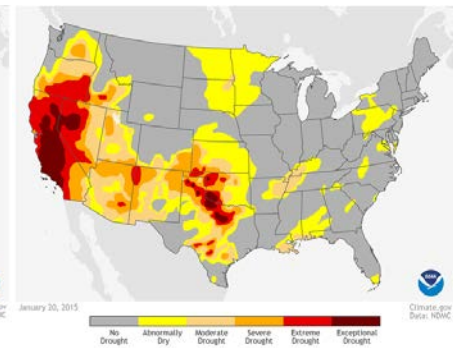 NOAA
January 20, 2015
Climate.gov
Data: NDMC
No
Drought
Abnormally
Dry
Moderate
Drought
Severe
Drought
Extreme
Drought
Exceptional
Drought